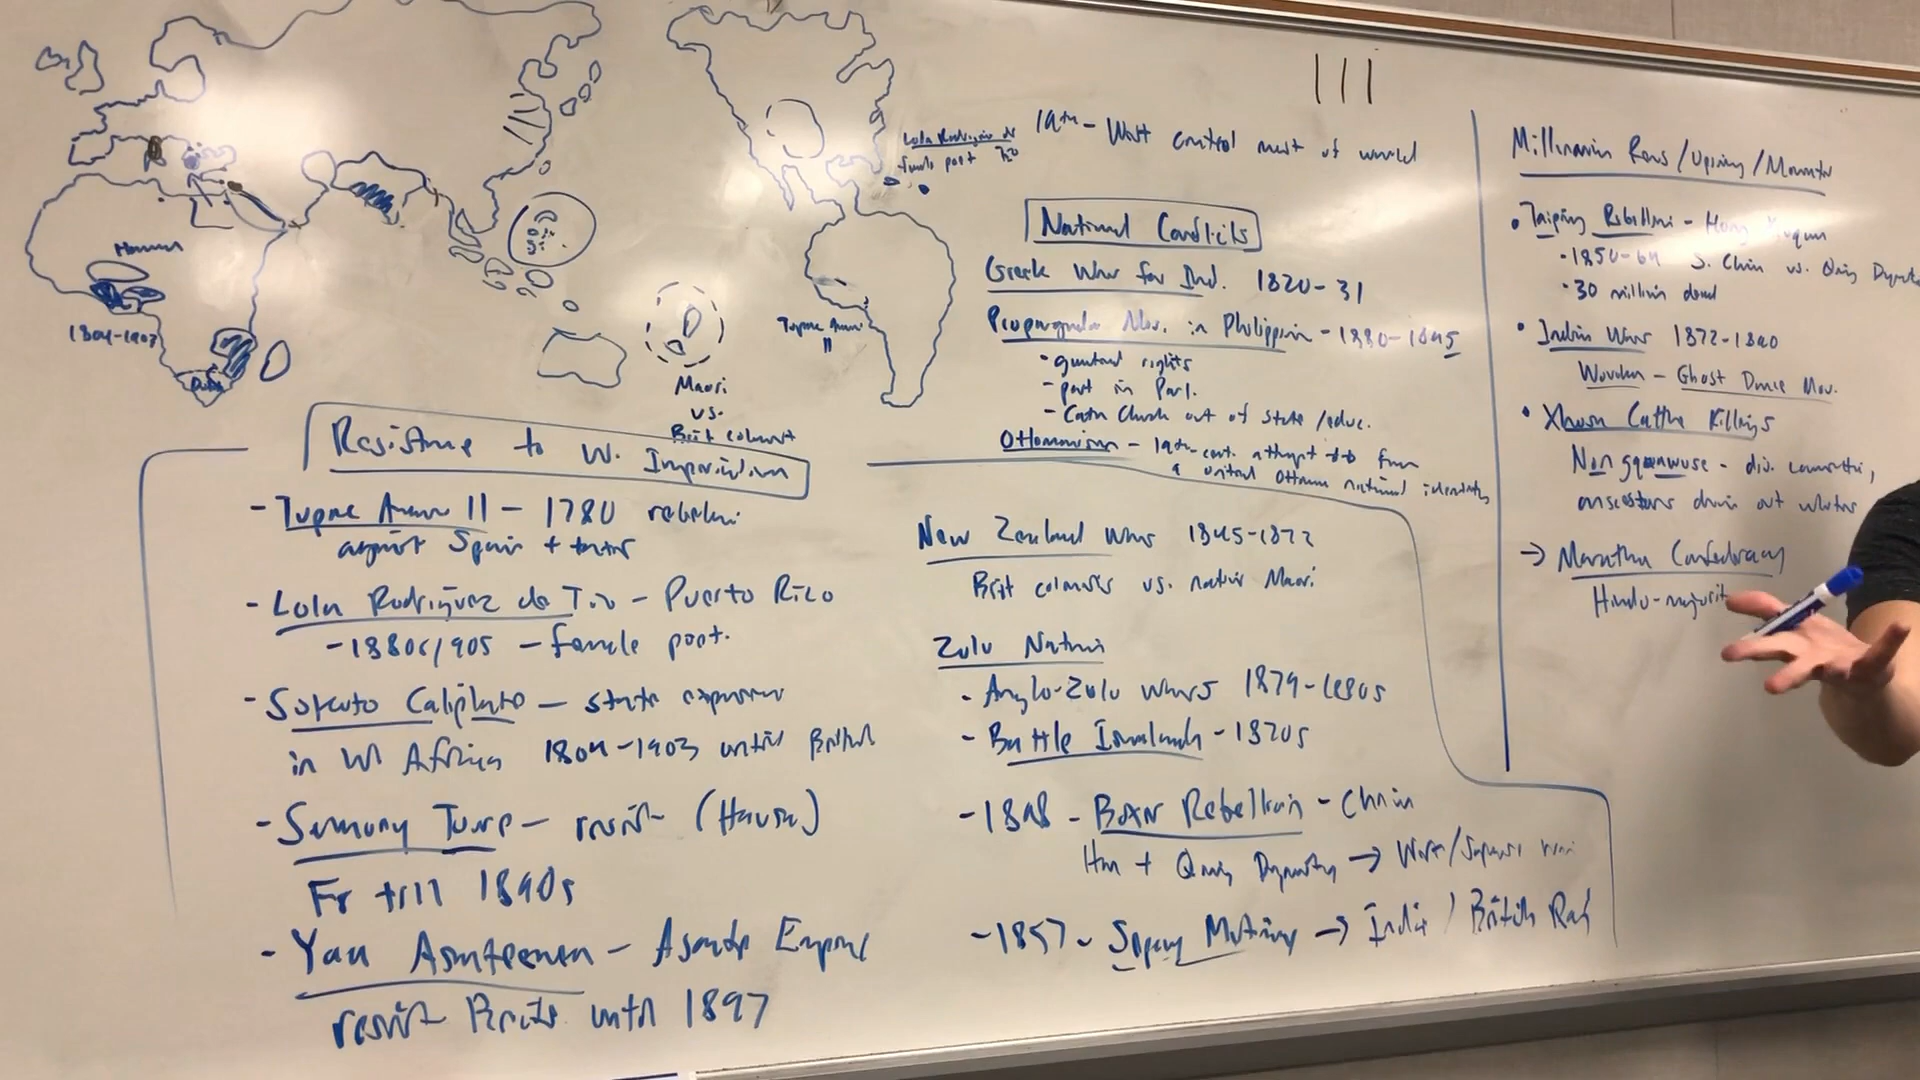 III
19th - West control most of world
Lola Rodriguez de
female poet Tio
Hausa
1804-1903
Tupac Amaru
II
Maori
vs.
Brit colonist
National Conflicts
Greek War for Ind. 1820-31
Propaganda Mov. in Philippin - 1880-1895
- guaranteed rights
- part in Parl.
- Cath Church out of state/educ.
Ottomanism - 19th cent. attempt to form
a united Ottoman national identity
Resistance to W. Imperialism
- Tupac Amaru II - 1780 rebellion
against Spain
- Lola Rodriguez de Tio - Puerto Rico
- 1880s/1905 - female poet.
- Sokoto Caliphate - state expansion
in W Africa 1804-1903 until British
- Samory Toure - resist (Hausa)
Fr till 1890s
- Yaa Asantewaa - Asante Empire
resist Brits until 1897
New Zealand Wars 1845-1872
Brit colonists vs. native Maori
Zulu Nation
- Anglo-Zulu Wars 1879-1880s
- Battle Isandlwana - 1870s
- 1898 - Boxer Rebellion - China
Han + Qing Dynasty → West/Japanese
- 1857 - Sepoy Mutiny → India / British Raj
Millinarian Revs/Uprising/Movements
• Taiping Rebellion - Hong
• 1850-64 S. China vs. Qing Dynasty
• 30 million dead
• Indian Wars 1872-1890
Wovoka - Ghost Dance Mov.
• Xhosa Cattle Killings
Nongqawuse - div. committee,
ancestors drive out whites
→ Maratha Confederacy
Hindu-majority